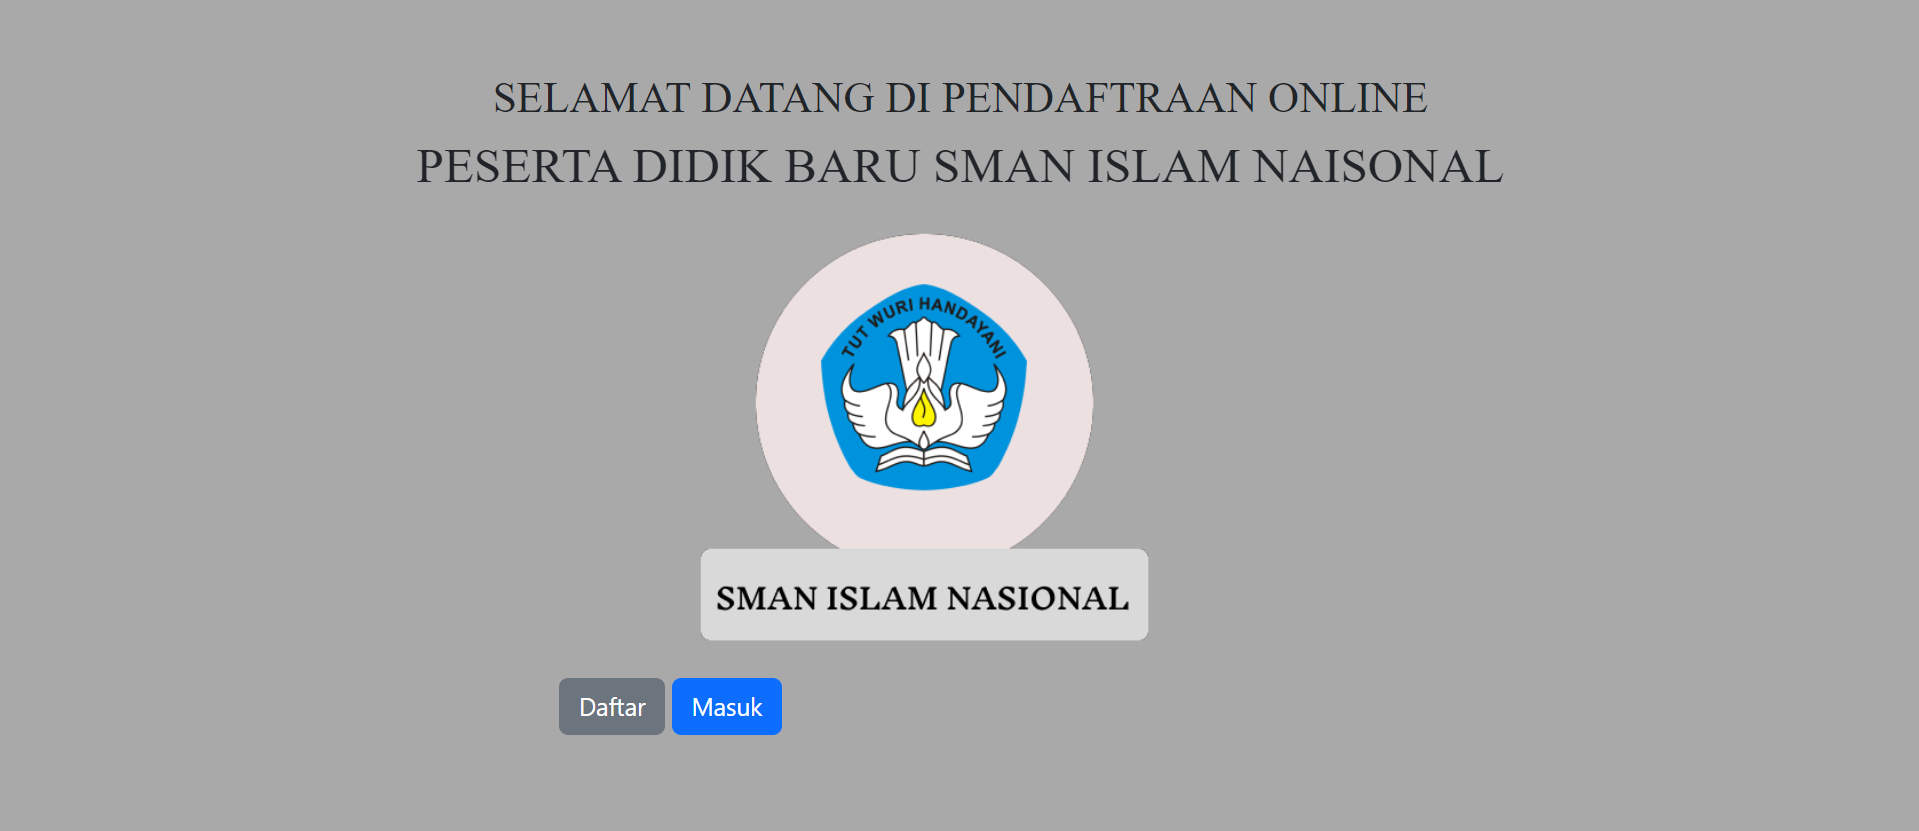 SELAMAT DATANG DI PENDAFTRAAN ONLINE
PESERTA DIDIK BARU SMAN ISLAM NAISONAL
TUT WURI HANDAYANI
SMAN ISLAM NASIONAL
Daftar Masuk